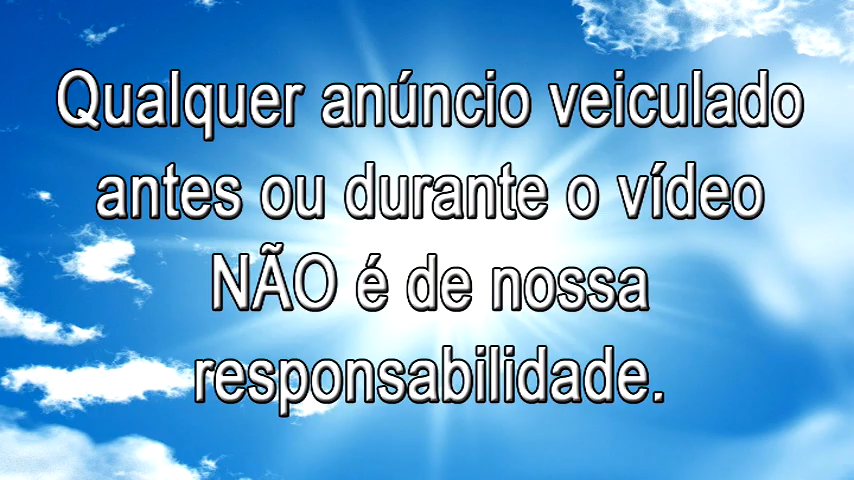 Qualquer anúncio veiculado
antes ou durante o vídeo
NÃO é de nossa
responsabilidade.